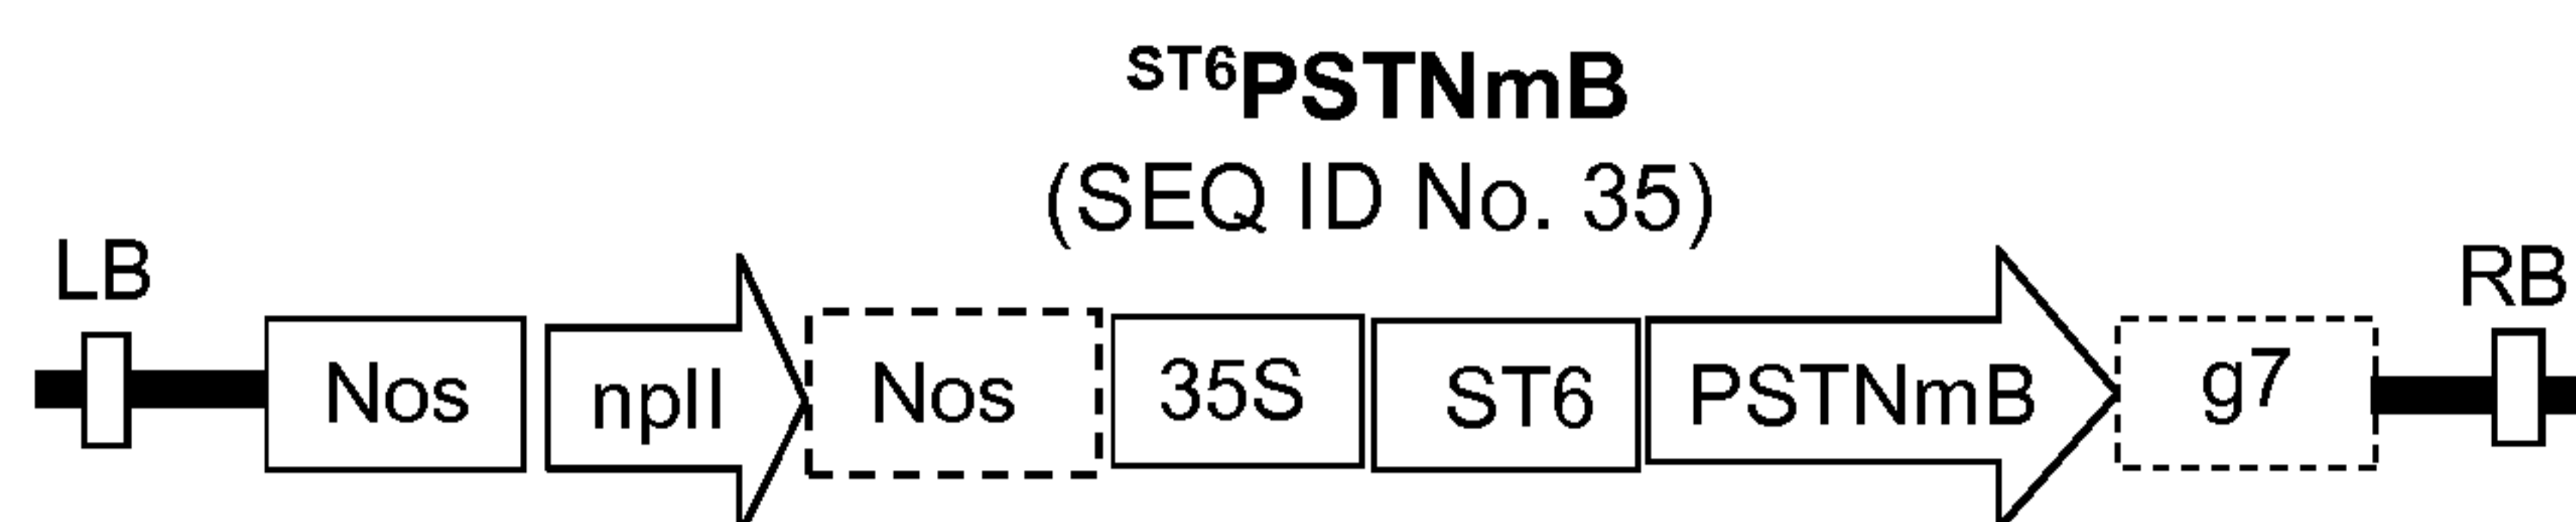 ST6PSTNmB
(SEQ ID No. 35)
LB RB
Nos npII Nos 35S ST6 PSTNmB g7